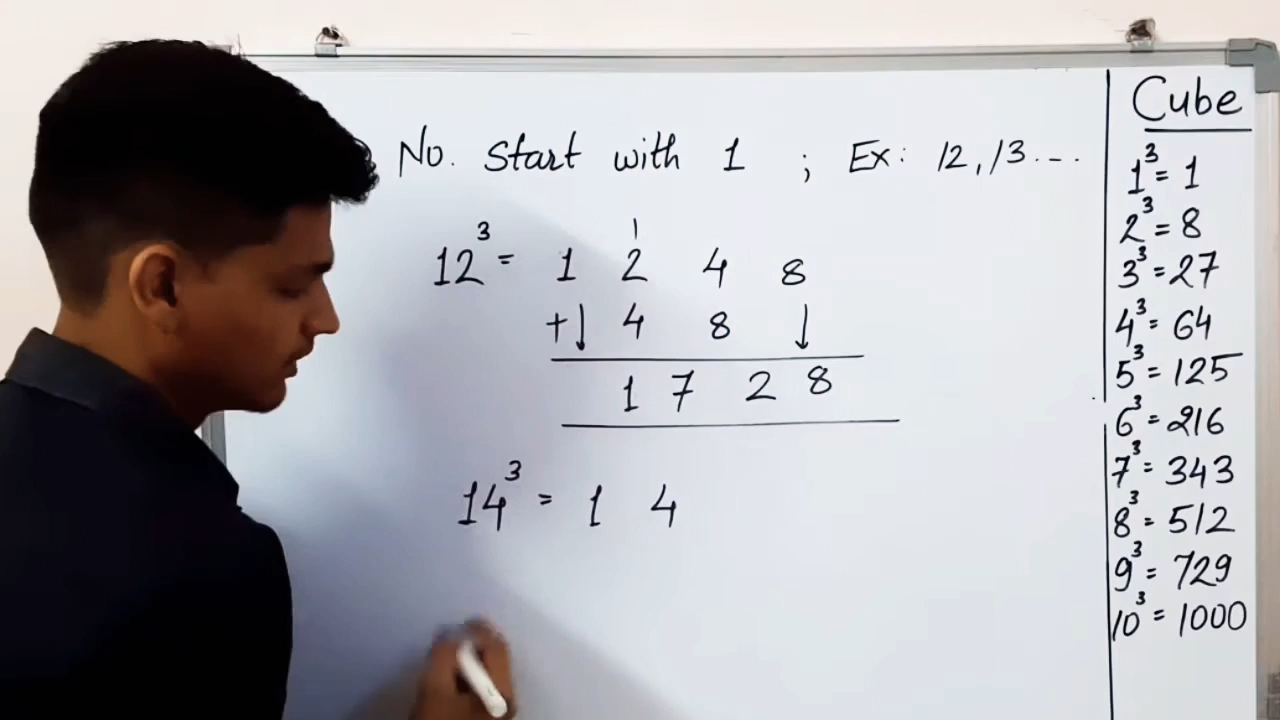 No. Start with 1 ; Ex: 12, 13....
12³ = 1 2 4 8
1
+↓ 4 8 ↓
1 7 2 8
14³ = 1 4
Cube
1³ = 1
2³ = 8
3³ = 27
4³ = 64
5³ = 125
6³ = 216
7³ = 343
8³ = 512
9³ = 729
10³ = 1000